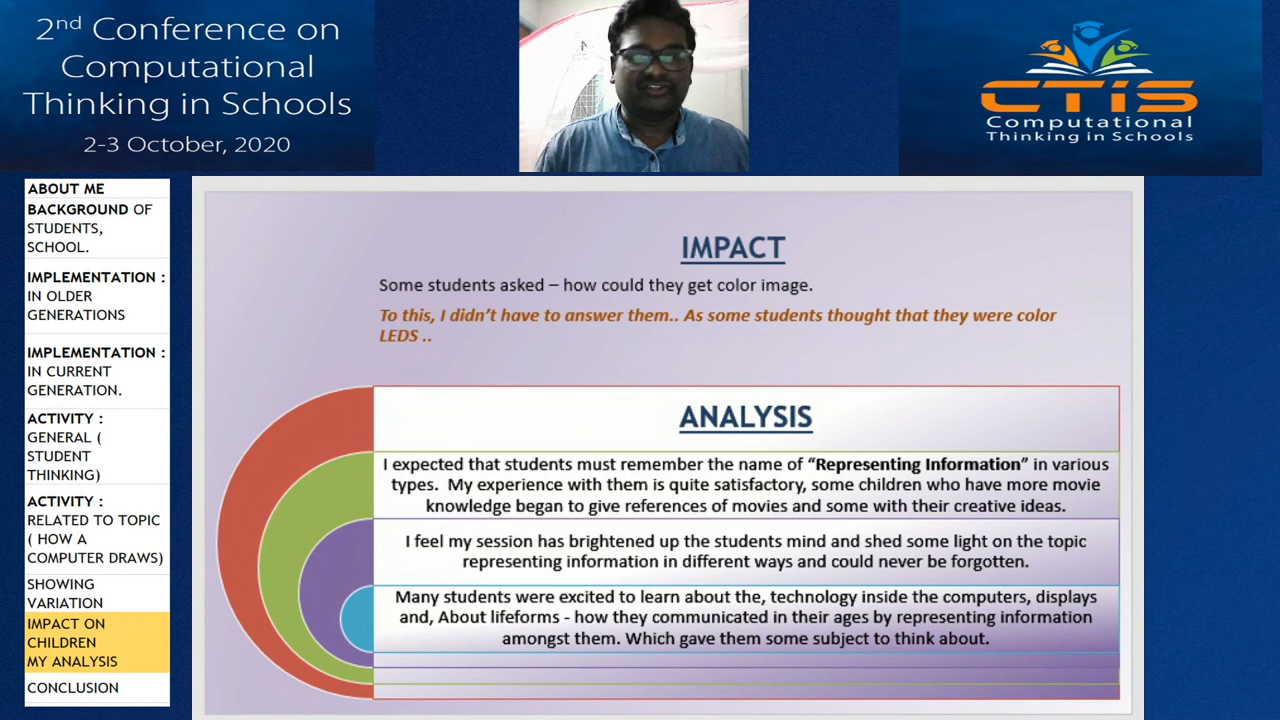 2nd Conference on
Computational
Thinking in Schools
2-3 October, 2020
CTiS
Computational
Thinking in Schools
ABOUT ME
BACKGROUND OF
STUDENTS,
SCHOOL.
IMPLEMENTATION :
IN OLDER
GENERATIONS
IMPLEMENTATION :
IN CURRENT
GENERATION.
ACTIVITY :
GENERAL (
STUDENT
THINKING)
ACTIVITY :
RELATED TO TOPIC
( HOW A
COMPUTER DRAWS)
SHOWING
VARIATION
IMPACT ON
CHILDREN
MY ANALYSIS
CONCLUSION
IMPACT
Some students asked – how could they get color image.
To this, I didn't have to answer them.. As some students thought that they were color
LEDS ..
ANALYSIS
I expected that students must remember the name of “Representing Information” in various
types. My experience with them is quite satisfactory, some children who have more movie
knowledge began to give references of movies and some with their creative ideas.
I feel my session has brightened up the students mind and shed some light on the topic
representing information in different ways and could never be forgotten.
Many students were excited to learn about the, technology inside the computers, displays
and, About lifeforms - how they communicated in their ages by representing information
amongst them. Which gave them some subject to think about.